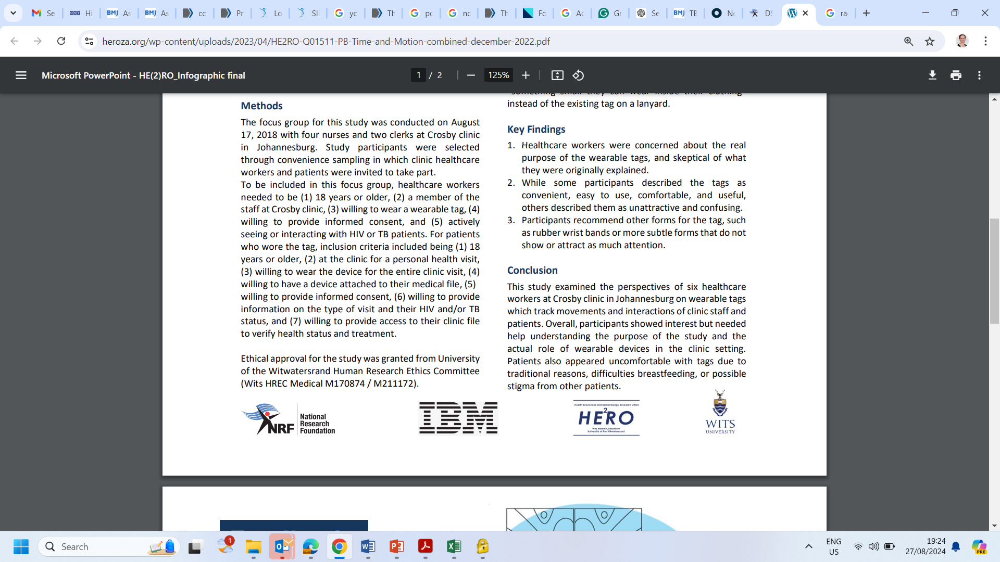 Se
Hi
As
As
co
Pr
Lo
SII
yo
Th
po
nc
Th
Fo
Ac
Gr
Se
TB
Ne
DS
ra
heroza.org/wp-content/uploads/2023/04/HE2RO-Q01511-PB-Time-and-Motion-combined-december-2022.pdf
Microsoft PowerPoint - HE(2)RO_Infographic final
1 / 2
125%
Methods
The focus group for this study was conducted on August
17, 2018 with four nurses and two clerks at Crosby clinic
in Johannesburg. Study participants were selected
through convenience sampling in which clinic healthcare
workers and patients were invited to take part.
To be included in this focus group, healthcare workers
needed to be (1) 18 years or older, (2) a member of the
staff at Crosby clinic, (3) willing to wear a wearable tag, (4)
willing to provide informed consent, and (5) actively
seeing or interacting with HIV or TB patients. For patients
who wore the tag, inclusion criteria included being (1) 18
years or older, (2) at the clinic for a personal health visit,
(3) willing to wear the device for the entire clinic visit, (4)
willing to have a device attached to their medical file, (5)
willing to provide informed consent, (6) willing to provide
information on the type of visit and their HIV and/or TB
status, and (7) willing to provide access to their clinic file
to verify health status and treatment.
Ethical approval for the study was granted from University
of the Witwatersrand Human Research Ethics Committee
(Wits HREC Medical M170874 / M211172).
something small they can wear inside their clothing
instead of the existing tag on a lanyard.
Key Findings
1. Healthcare workers were concerned about the real
purpose of the wearable tags, and skeptical of what
they were originally explained.
2. While some participants described the tags as
convenient, easy to use, comfortable, and useful,
others described them as unattractive and confusing.
3. Participants recommend other forms for the tag, such
as rubber wrist bands or more subtle forms that do not
show or attract as much attention.
Conclusion
This study examined the perspectives of six healthcare
workers at Crosby clinic in Johannesburg on wearable tags
which track movements and interactions of clinic staff and
patients. Overall, participants showed interest but needed
help understanding the purpose of the study and the
actual role of wearable devices in the clinic setting.
Patients also appeared uncomfortable with tags due to
traditional reasons, difficulties breastfeeding, or possible
stigma from other patients.
NRF
National
Research
Foundation
IBM
Health Economics and Epidemiology Research Office
HE2RO
Wits Health Consortium
University of the Witwatersrand
WITS
UNIVERSITY
Search
1
ENG
US
19:24
27/08/2024
PRE